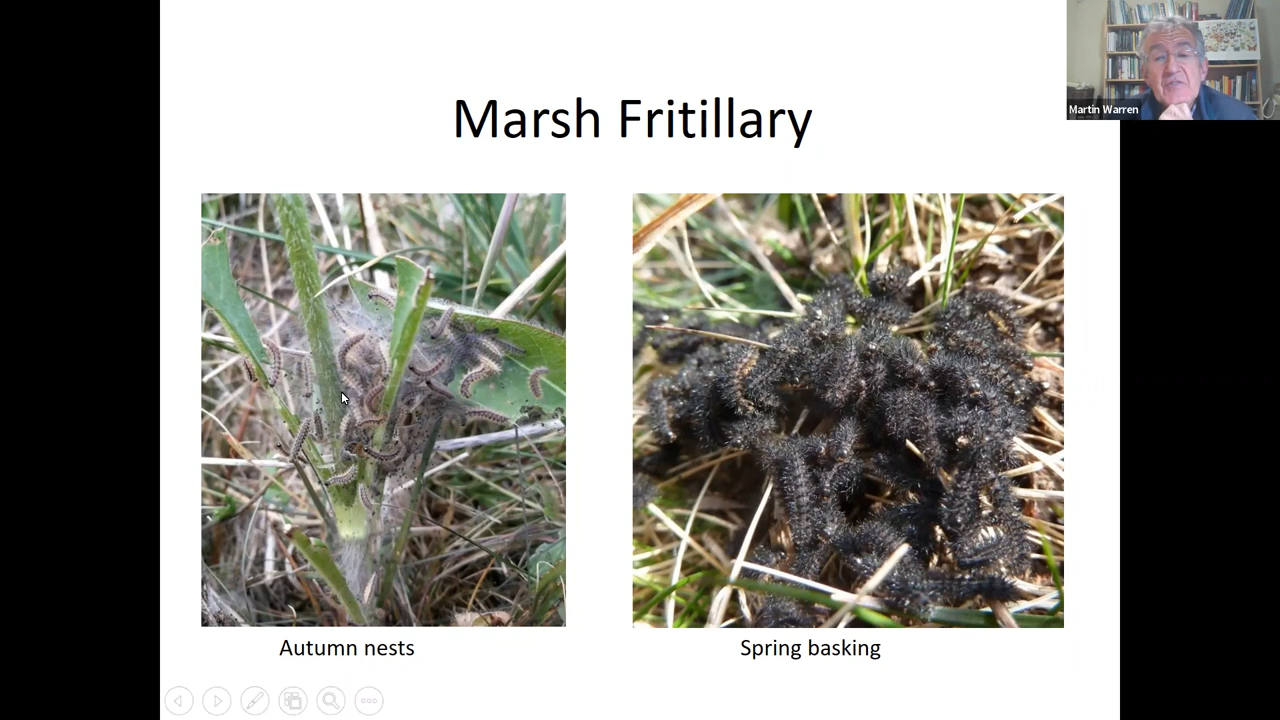 Martin Warren
Marsh Fritillary
Autumn nests
Spring basking